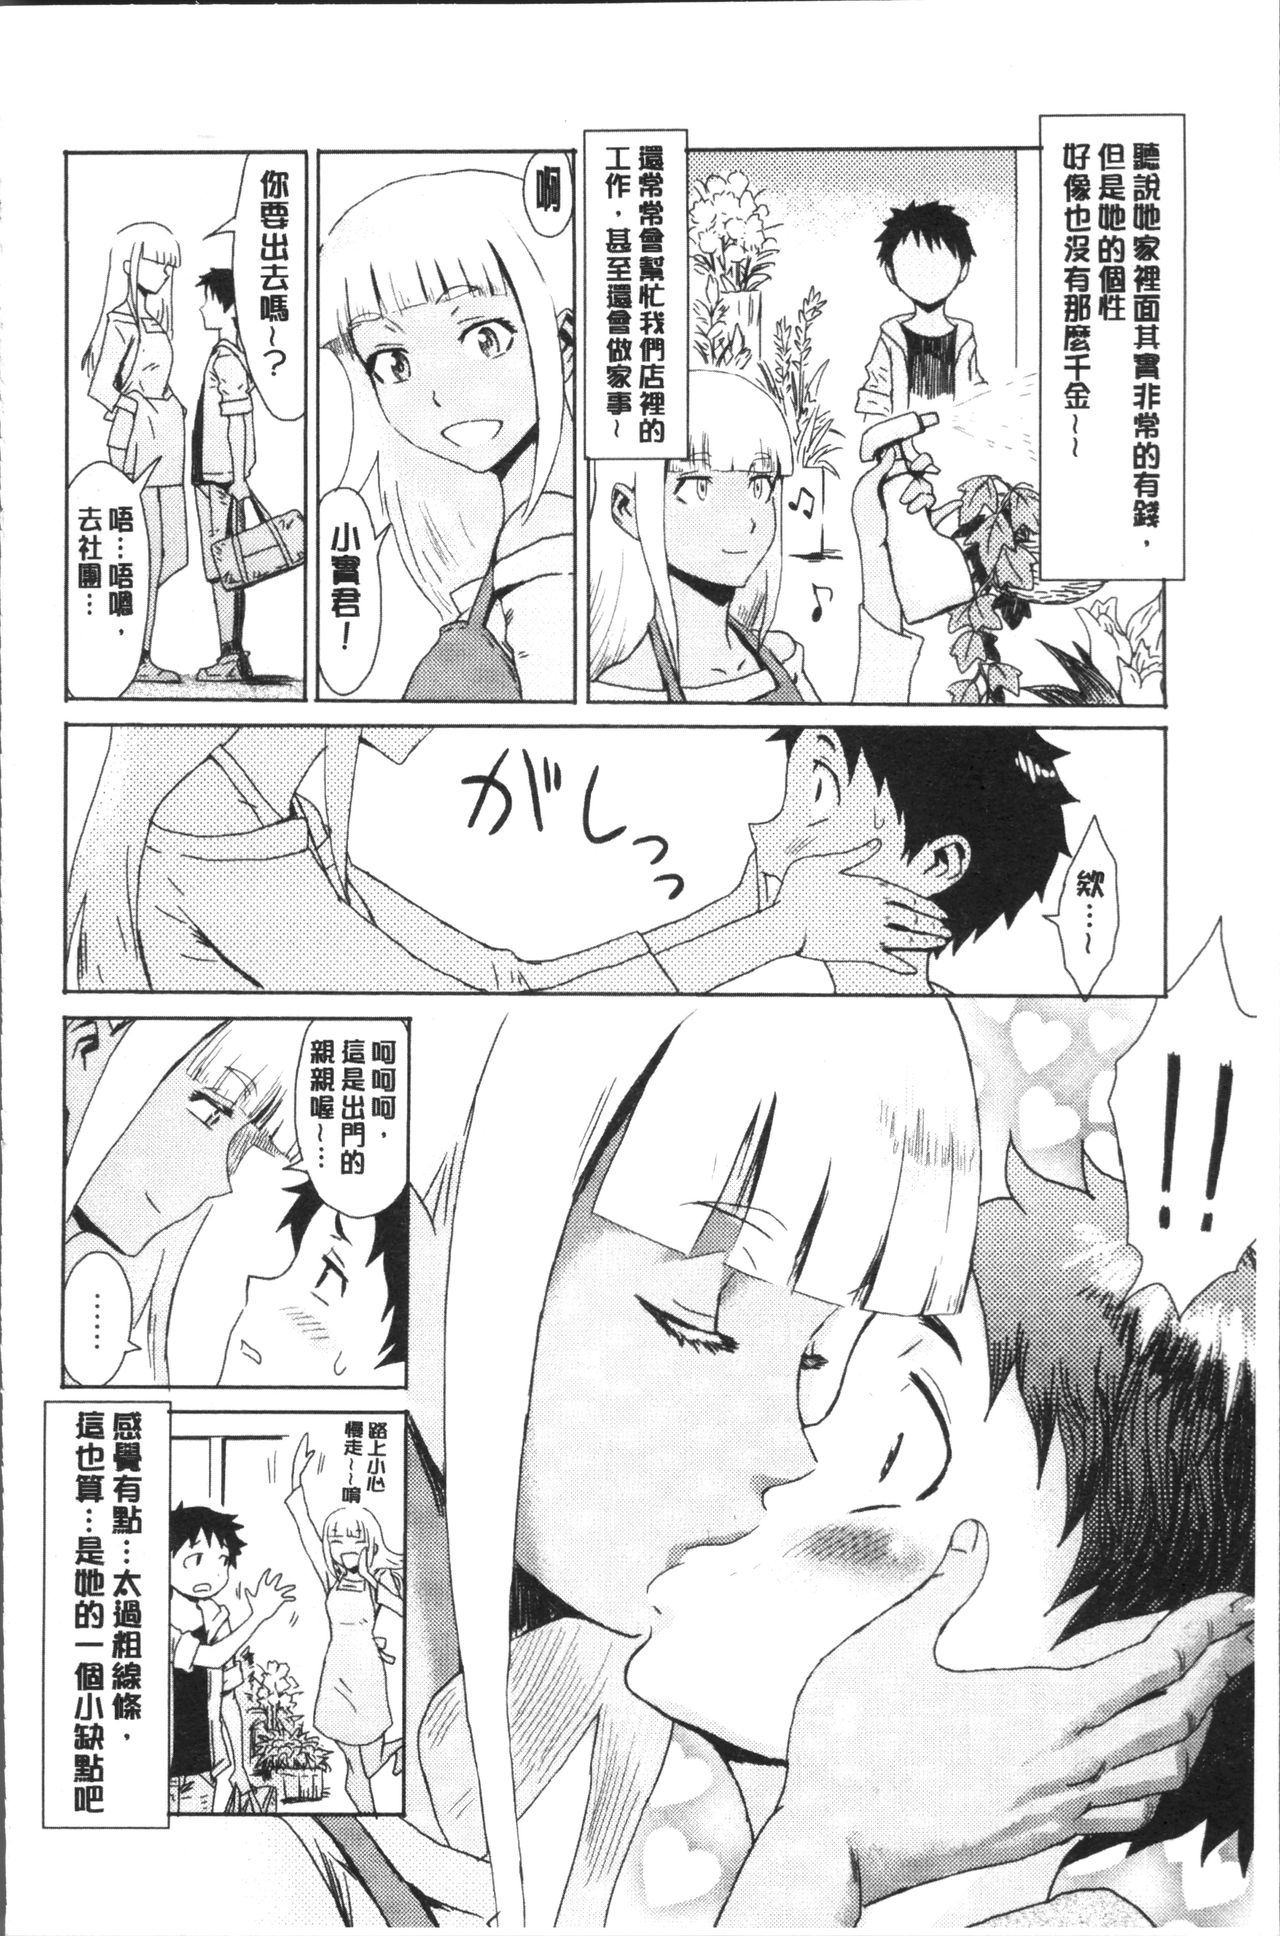 聽說她家裡面其實非常的有錢，
但是她的個性
好像也沒有那麼千金～～
還常常會幫忙我們店裡的
工作，甚至還會做家事～
啊
小實君！
你要出去嗎～？
唔…唔嗯，
去社團…
がしっっ
欸…～
!!
呵呵呵，
這是出門的
親親喔～…
……
路上小心
慢走～～唷
感覺有點…太過粗線條，
這也算…是她的一個小缺點吧